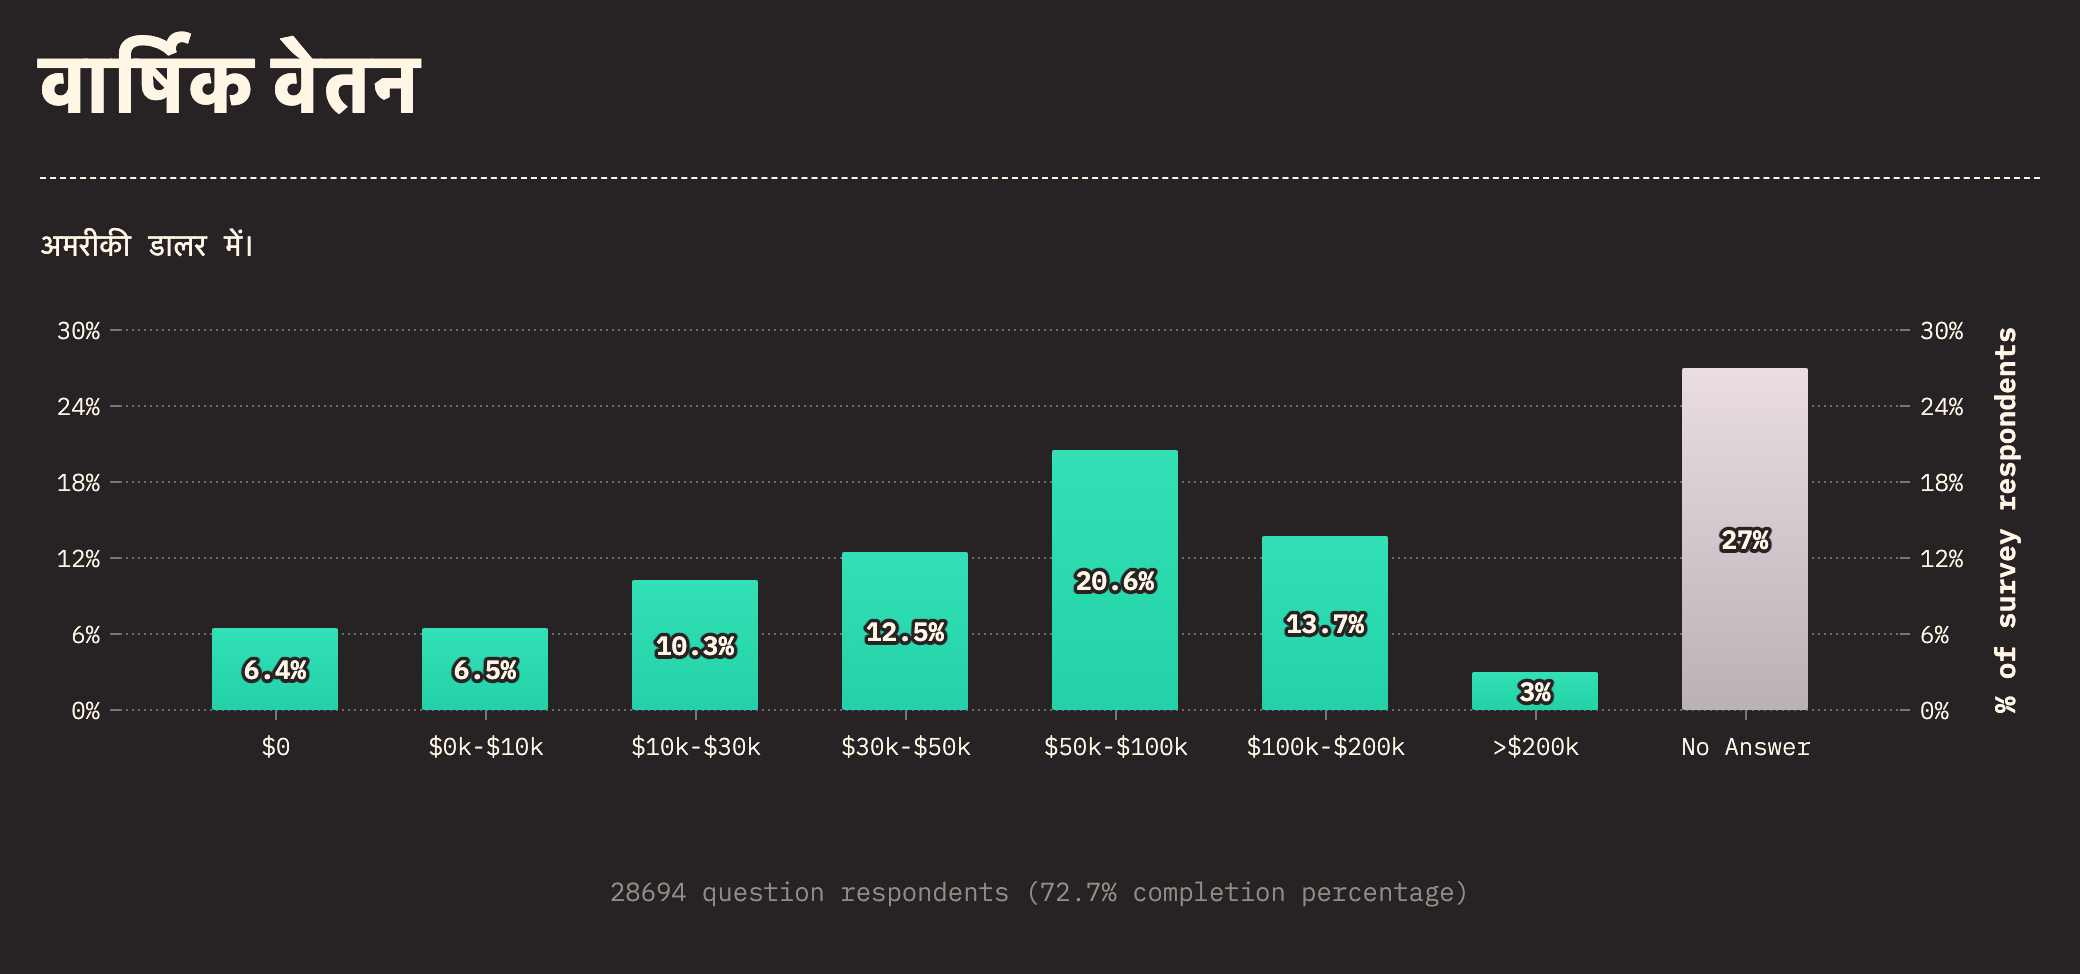 वार्षिक वेतन
अमरीकी डालर में।
30%
24%
18%
12%
6%
0%
30%
24%
18%
12%
6%
0%
% of survey respondents
6.4%
6.5%
10.3%
12.5%
20.6%
13.7%
3%
27%
$0
$0k-$10k
$10k-$30k
$30k-$50k
$50k-$100k
$100k-$200k
>$200k
No Answer
28694 question respondents (72.7% completion percentage)